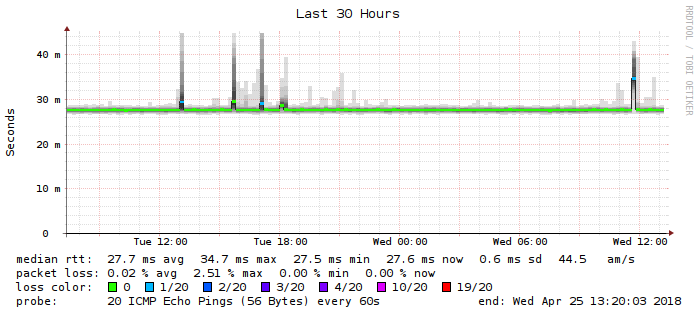 Last 30 Hours
RRDTOOL / TOBI OETIKER
Seconds
40 m
30 m
20 m
10 m
0
Tue 12:00 Tue 18:00 Wed 00:00 Wed 06:00 Wed 12:00
median rtt: 27.7 ms avg 34.7 ms max 27.5 ms min 27.6 ms now 0.6 ms sd 44.5 am/s
packet loss: 0.02 % avg 2.51 % max 0.00 % min 0.00 % now
loss color: 0 1/20 2/20 3/20 4/20 10/20 19/20
probe: 20 ICMP Echo Pings (56 Bytes) every 60s end: Wed Apr 25 13:20:03 2018